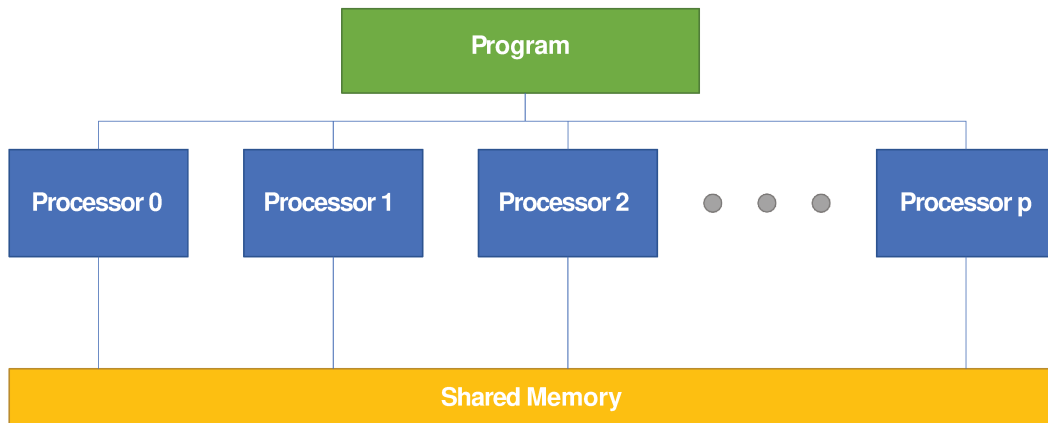 Program
Processor 0
Processor 1
Processor 2
Processor p
Shared Memory